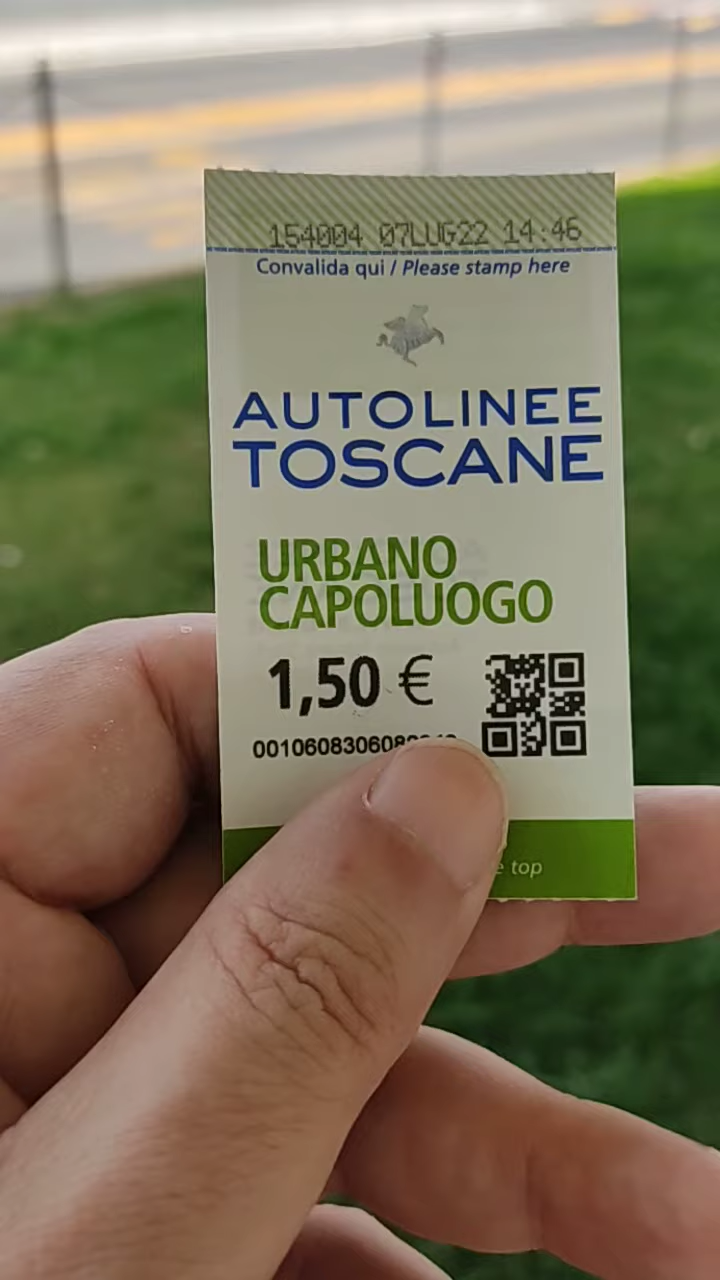 154004 07LUG22 14:46
Convalida qui / Please stamp here
AUTOLINEE
TOSCANE
URBANO
CAPOLUOGO
1,50 €
top